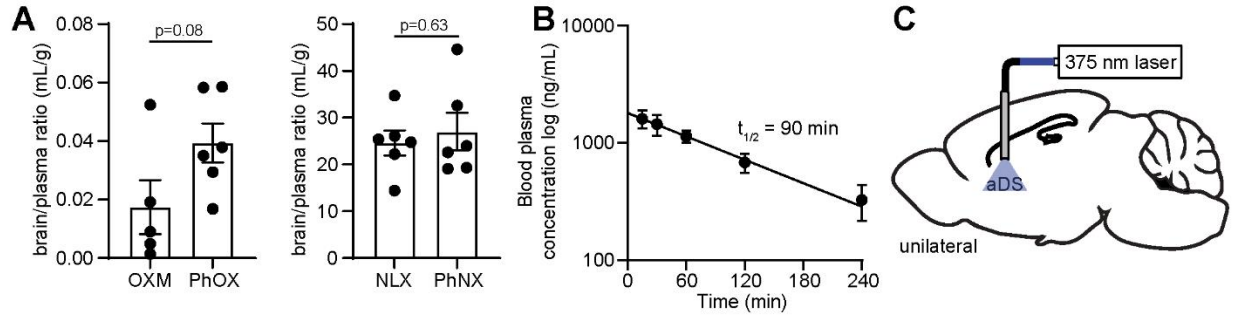 A
brain/plasma ratio (mL/g)
0.08
0.06
0.04
0.02
0.00
p=0.08
OXM PhOX
brain/plasma ratio (mL/g)
50
40
30
20
10
0
p=0.63
NLX PhNX
B
Blood plasma
concentration log (ng/mL)
10000
1000
100
t1/2 = 90 min
0 60 120 180 240
Time (min)
C
375 nm laser
aDS
unilateral